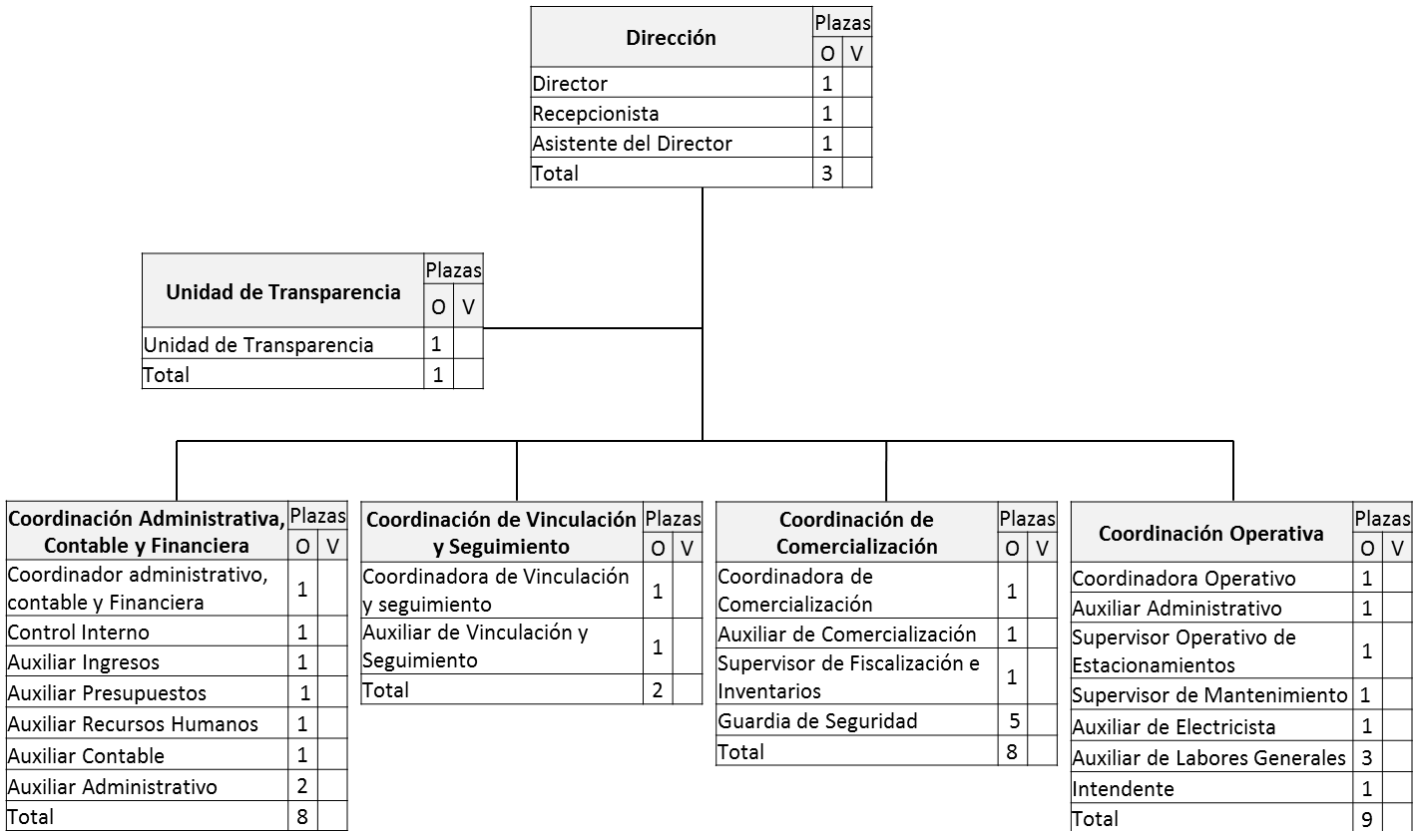 Dirección Plazas
O V
Director 1
Recepcionista 1
Asistente del Director 1
Total 3
Unidad de Transparencia Plazas
O V
Unidad de Transparencia 1
Total 1
Coordinación Administrativa, Plazas
Contable y Financiera O V
Coordinador administrativo,
contable y Financiera 1
Control Interno 1
Auxiliar Ingresos 1
Auxiliar Presupuestos 1
Auxiliar Recursos Humanos 1
Auxiliar Contable 1
Auxiliar Administrativo 2
Total 8
Coordinación de Vinculación Plazas
y Seguimiento O V
Coordinadora de Vinculación
y seguimiento 1
Auxiliar de Vinculación y
Seguimiento 1
Total 2
Coordinación de Plazas
Comercialización O V
Coordinadora de
Comercialización 1
Auxiliar de Comercialización 1
Supervisor de Fiscalización e
Inventarios 1
Guardia de Seguridad 5
Total 8
Coordinación Operativa Plazas
O V
Coordinadora Operativo 1
Auxiliar Administrativo 1
Supervisor Operativo de
Estacionamientos 1
Supervisor de Mantenimiento 1
Auxiliar de Electricista 1
Auxiliar de Labores Generales 3
Intendente 1
Total 9